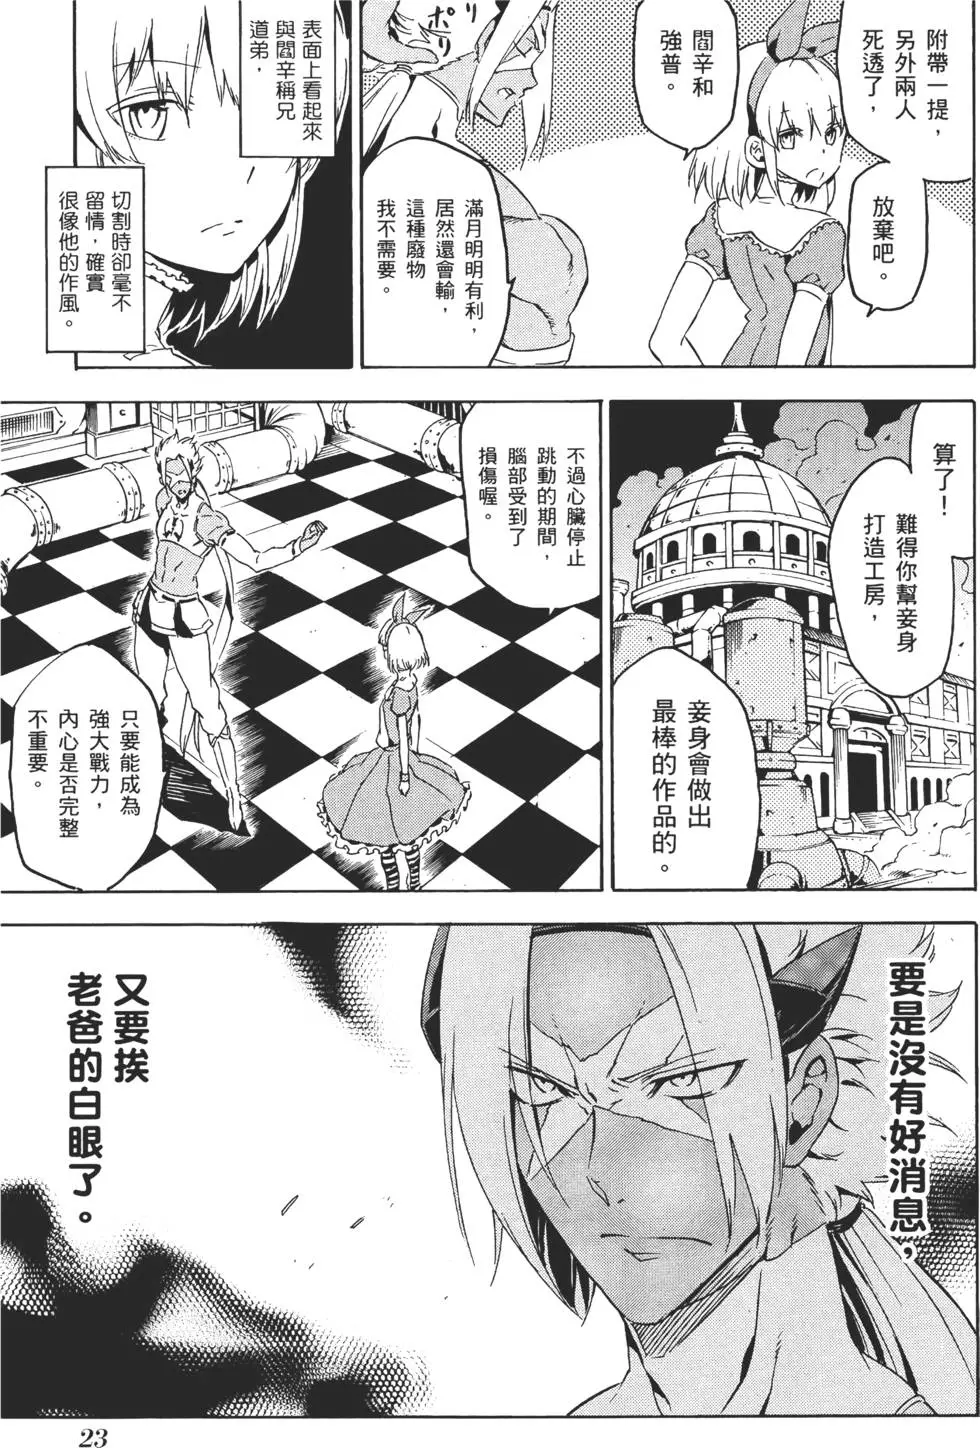 附帶一提，
另外兩人
死透了，
放棄吧。
閻辛和
強普。
ポリ
ポリ
滿月明明有利，
居然還會輸，
這種廢物
我不需要。
表面上看起來
與閻辛稱兄
道弟，
切割時卻毫不
留情，確實
很像他的作風。
算了！
難得你幫妾身
打造工房，
妾身會做出
最棒的作品的。
不過心臟停止
跳動的期間，
腦部受到了
損傷喔。
只要能成為
強大戰力，
內心是否完整
不重要。
要是沒有好消息，
又要挨
老爸的白眼了。
23